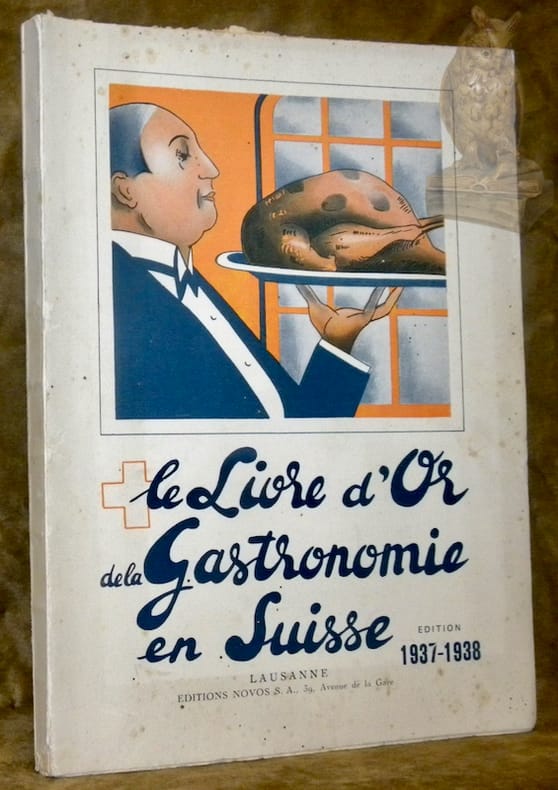 le Livre d'Or
de la Gastronomie
en Suisse
EDITION
1937-1938
LAUSANNE
EDITIONS NOVOS S. A., 39, Avenue de la Gare